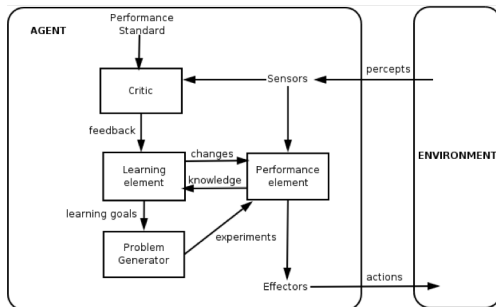 Performance
Standard
AGENT
percepts
Sensors
Critic
feedback
changes
ENVIRONMENT
Learning
element
Performance
element
knowledge
learning goals
experiments
Problem
Generator
actions
Effectors